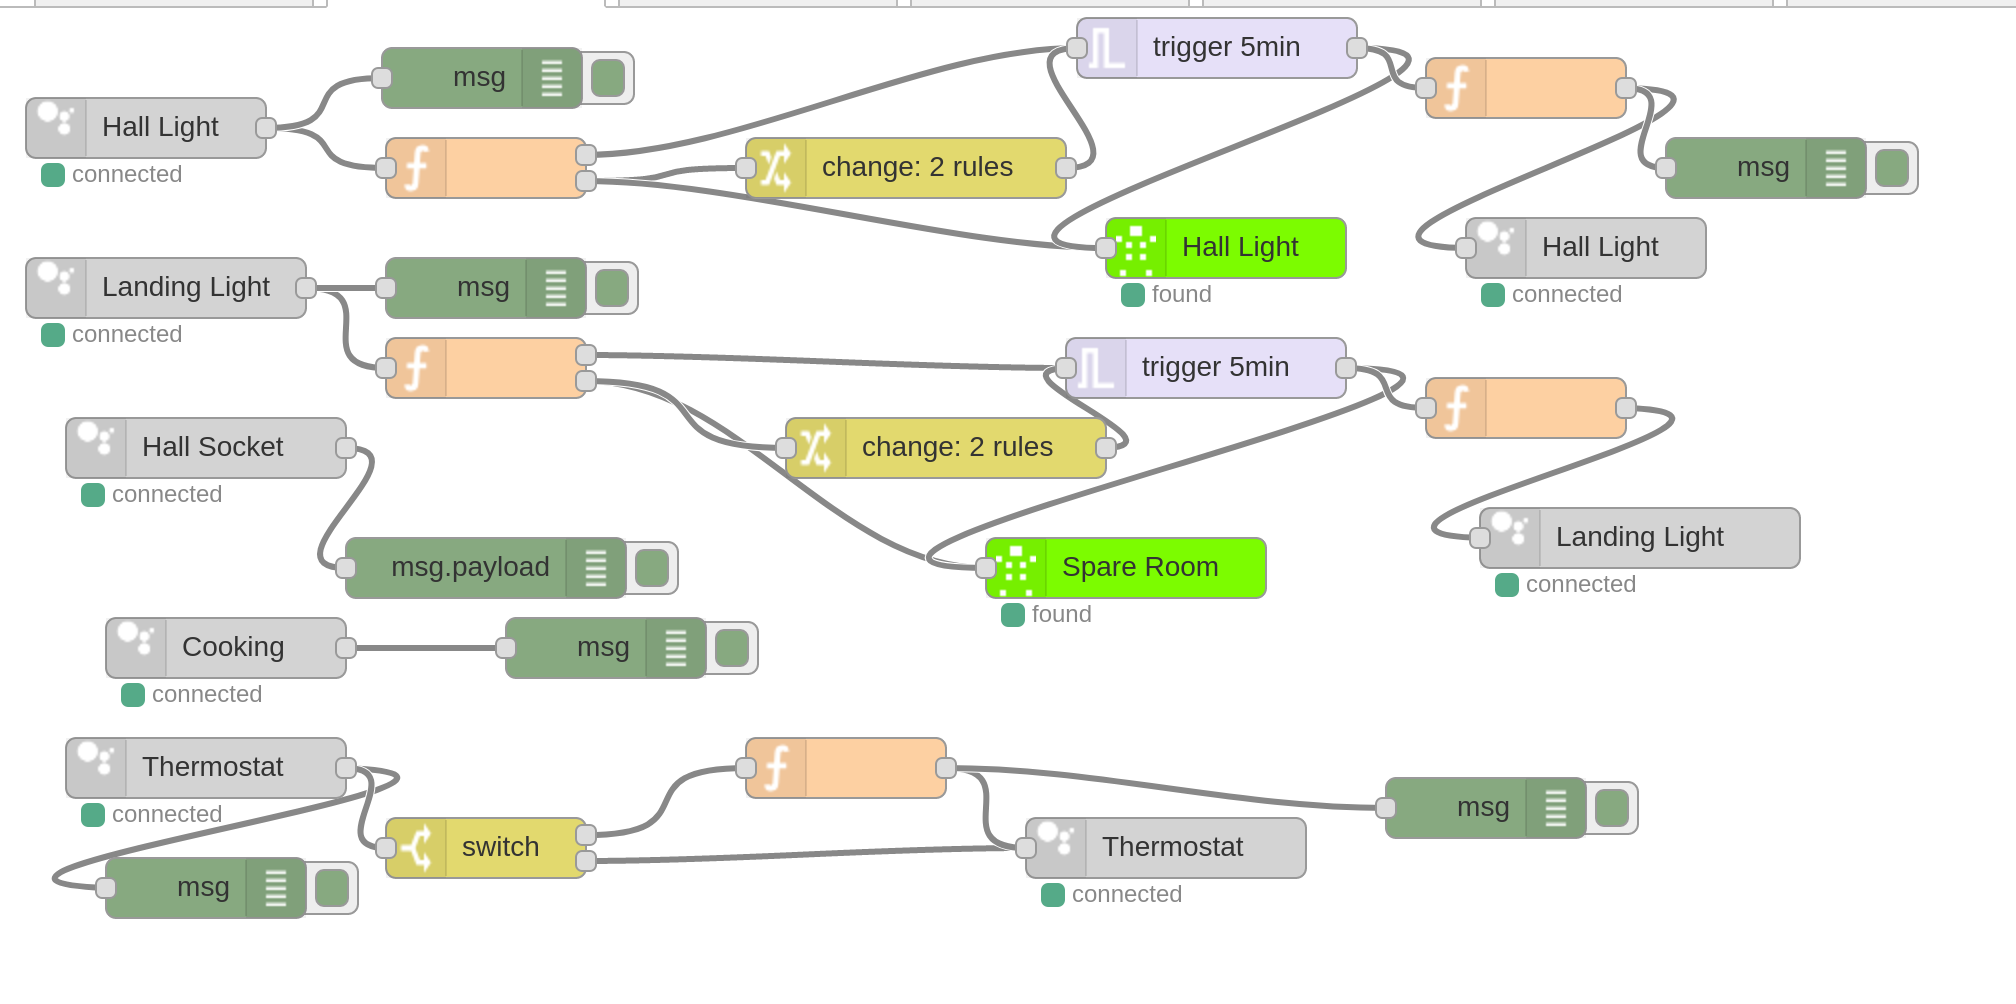 trigger 5min
msg
Hall Light
connected
change: 2 rules
msg
Hall Light
found
Hall Light
connected
Landing Light
connected
msg
trigger 5min
Hall Socket
connected
change: 2 rules
msg.payload
Spare Room
found
Landing Light
connected
Cooking
connected
msg
Thermostat
connected
switch
msg
Thermostat
connected
msg